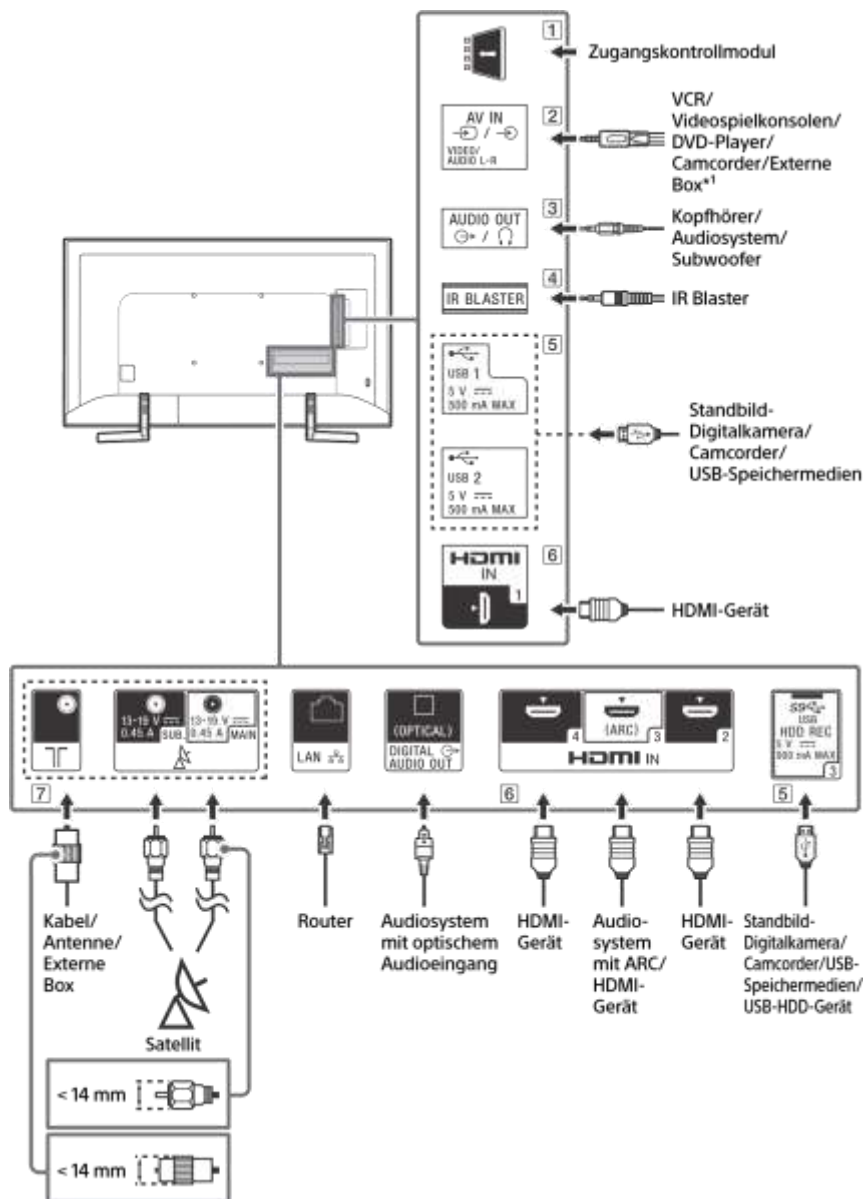 1
Zugangskontrollmodul
AV IN
/
VIDEO/
AUDIO L-R
2
VCR/
Videospielkonsolen/
DVD-Player/
Camcorder/Externe
Box*1
AUDIO OUT
/
3
Kopfhörer/
Audiosystem/
Subwoofer
4
IR BLASTER
IR Blaster
5
USB 1
5 V
500 mA MAX
USB 2
5 V
500 mA MAX
Standbild-
Digitalkamera/
Camcorder/
USB-Speichermedien
6
HDMI
IN
1
HDMI-Gerät
13-19 V
0.45 A
SUB
13-19 V
0.45 A
MAIN
LAN
(OPTICAL)
DIGITAL
AUDIO OUT
4
(ARC)
3
2
HDMI IN
SS
USB
HDD REC
5 V
900 mA MAX
3
7
6
5
Kabel/
Antenne/
Externe
Box
Satellit
Router
Audiosystem
mit optischem
Audioeingang
HDMI-
Gerät
Audio-
system
mit ARC/
HDMI-
Gerät
HDMI-
Gerät
Standbild-
Digitalkamera/
Camcorder/USB-
Speichermedien/
USB-HDD-Gerät
< 14 mm
< 14 mm